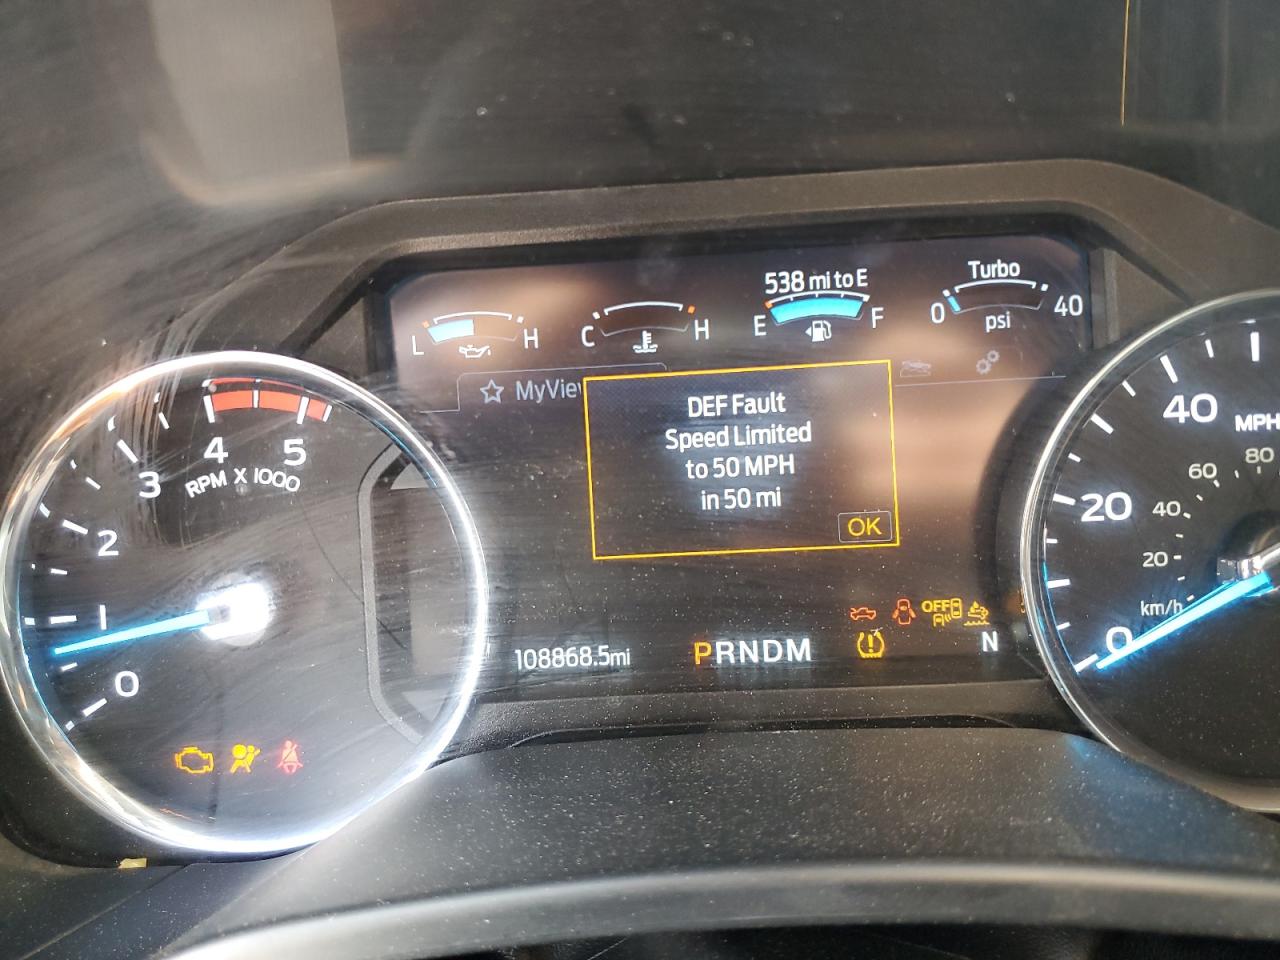 538 mi to E
Turbo
L H
C H
E F
0 40
psi
MyVie
DEF Fault
Speed Limited
to 50 MPH
in 50 mi
OK
4 5
3
RPM X 1000
2
1
0
40
MPH
80
60
20
40
20
km/h
0
OFF
108868.5mi
PRNDM
N